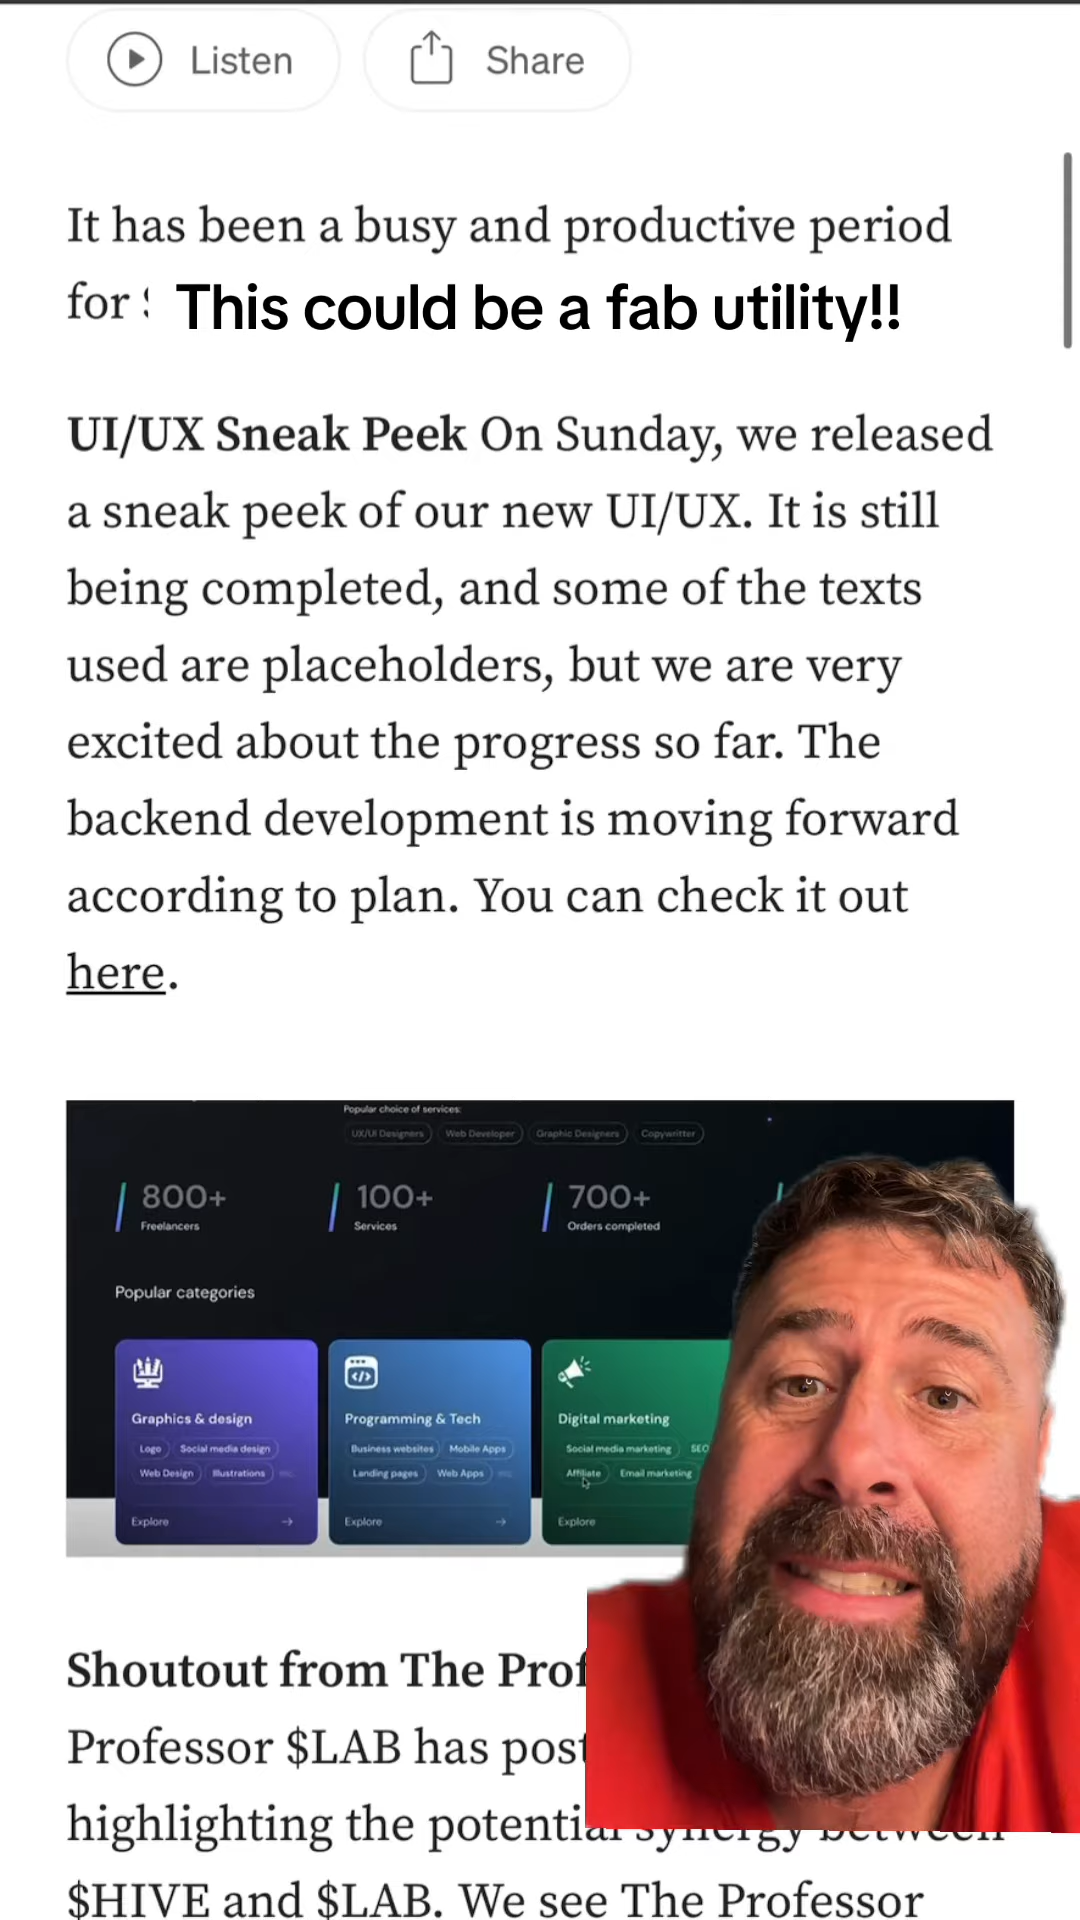 Listen
Share
It has been a busy and productive period
for
This could be a fab utility!!
UI/UX Sneak Peek On Sunday, we released
a sneak peek of our new UI/UX. It is still
being completed, and some of the texts
used are placeholders, but we are very
excited about the progress so far. The
backend development is moving forward
according to plan. You can check it out
here.
Popular choice of services:
UX/UI Designers
Web Developer
Graphic Designers
Copywritter
800+
100+
700+
Freelancers
Services
Orders completed
Popular categories
Graphics & design
Logo
Social media design
Web Design
Illustrations
Explore
Programming & Tech
Business websites
Mobile Apps
Landing pages
Web Apps
Explore
Digital marketing
Social media marketing
SEO
Affiliate
Email marketing
Explore
Shoutout from The
Professor $LAB has
highlighting the potential synergy between
$HIVE and $LAB. We see The Professor